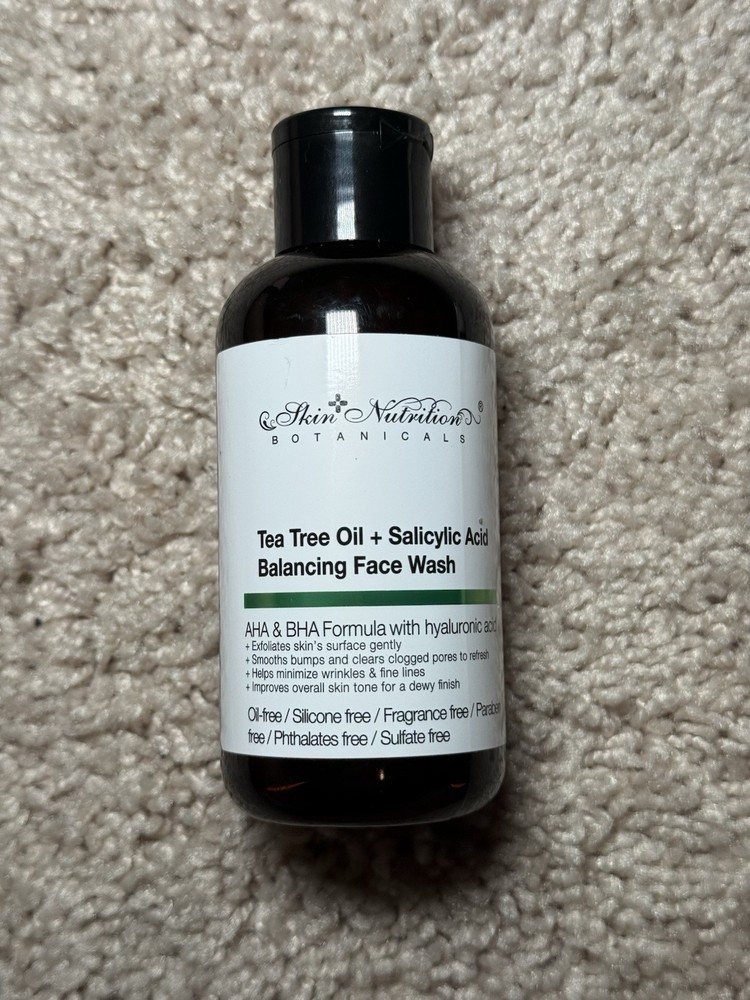 Skin Nutrition®
BOTANICALS
Tea Tree Oil + Salicylic Acid
Balancing Face Wash
AHA & BHA Formula with hyaluronic acid
+ Exfoliates skin's surface gently
+ Smooths bumps and clears clogged pores to refresh
+ Helps minimize wrinkles & fine lines
+ Improves overall skin tone for a dewy finish
Oil-free / Silicone free / Fragrance free / Paraben
free / Phthalates free / Sulfate free